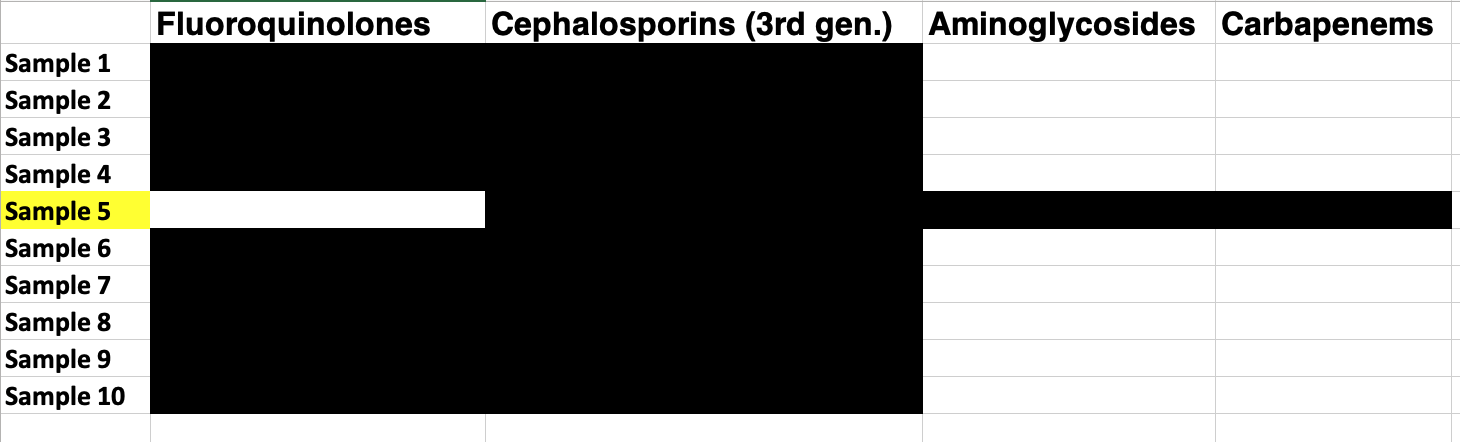 Fluoroquinolones Cephalosporins (3rd gen.) Aminoglycosides Carbapenems
Sample 1
Sample 2
Sample 3
Sample 4
Sample 5
Sample 6
Sample 7
Sample 8
Sample 9
Sample 10